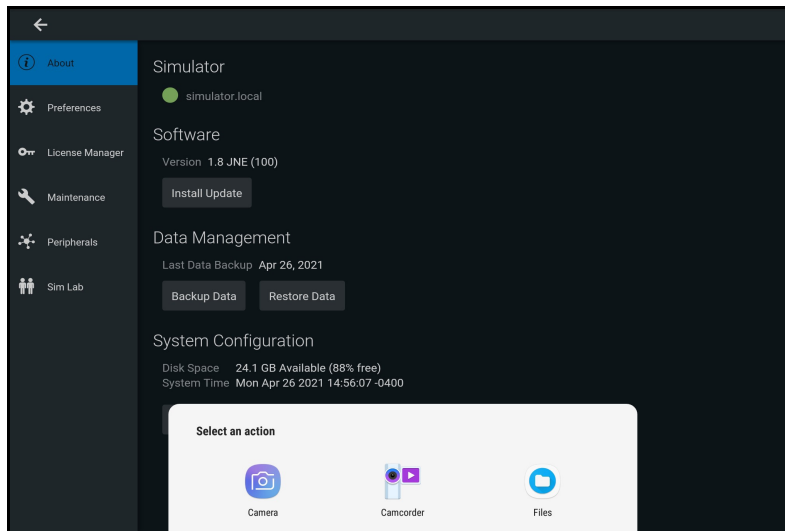 About
Preferences
License Manager
Maintenance
Peripherals
Sim Lab
Simulator
simulator.local
Software
Version 1.8 JNE (100)
Install Update
Data Management
Last Data Backup Apr 26, 2021
Backup Data Restore Data
System Configuration
Disk Space 24.1 GB Available (88% free)
System Time Mon Apr 26 2021 14:56:07 -0400
Select an action
Camera Camcorder Files